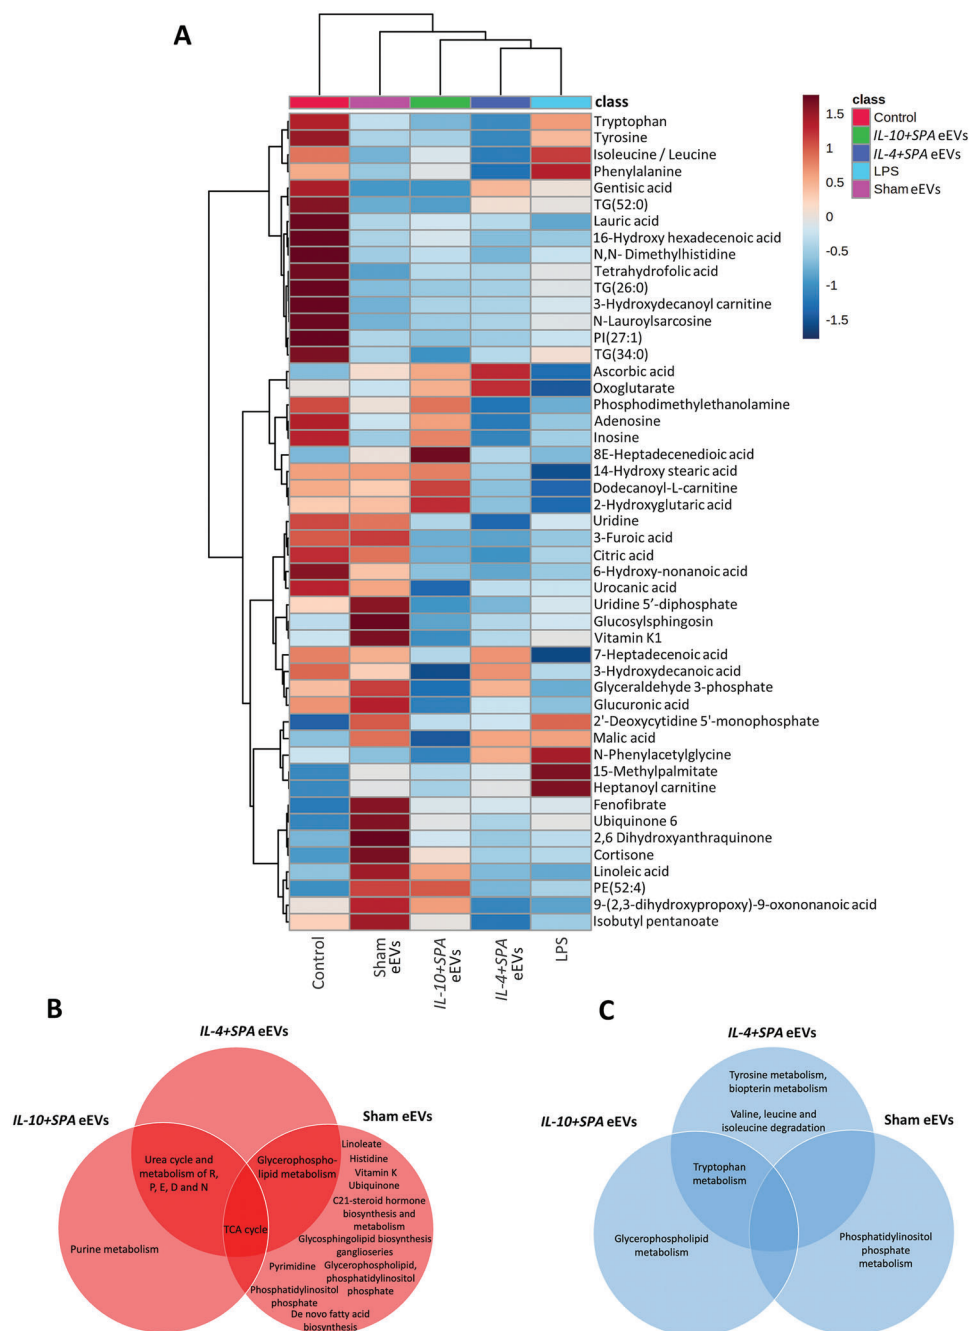 A
class
Tryptophan
Tyrosine
Isoleucine / Leucine
Phenylalanine
Gentisic acid
TG(52:0)
Lauric acid
16-Hydroxy hexadecenoic acid
N,N- Dimethylhistidine
Tetrahydrofolic acid
TG(26:0)
3-Hydroxydecanoyl carnitine
N-Lauroylsarcosine
PI(27:1)
TG(34:0)
Ascorbic acid
Oxoglutarate
Phosphodimethylethanolamine
Adenosine
Inosine
8E-Heptadecenedioic acid
14-Hydroxy stearic acid
Dodecanoyl-L-carnitine
2-Hydroxyglutaric acid
Uridine
3-Furoic acid
Citric acid
6-Hydroxy-nonanoic acid
Urocanic acid
Uridine 5′-diphosphate
Glucosylsphingosin
Vitamin K1
7-Heptadecenoic acid
3-Hydroxydecanoic acid
Glyceraldehyde 3-phosphate
Glucuronic acid
2'-Deoxycytidine 5'-monophosphate
Malic acid
N-Phenylacetylglycine
15-Methylpalmitate
Heptanoyl carnitine
Fenofibrate
Ubiquinone 6
2,6 Dihydroxyanthraquinone
Cortisone
Linoleic acid
PE(52:4)
9-(2,3-dihydroxypropoxy)-9-oxononanoic acid
Isobutyl pentanoate
1.5
1
0.5
0
-0.5
-1
-1.5
class
Control
IL-10+SPA eEVs
IL-4+SPA eEVs
LPS
Sham eEVs
Control
Sham
eEVs
IL-10+SPA
eEVs
IL-4+SPA
eEVs
LPS
B
IL-4+SPA eEVs
IL-10+SPA eEVs
Sham eEVs
Urea cycle and
metabolism of R,
P, E, D and N
Glycerophospho-
lipid metabolism
TCA cycle
Purine metabolism
Linoleate
Histidine
Vitamin K
Ubiquinone
C21-steroid hormone
biosynthesis and
metabolism
Glycosphingolipid biosynthesis
ganglioseries
Pyrimidine
Glycerophospholipid,
phosphatidylinositol
phosphate
Phosphatidylinositol
phosphate
De novo fatty acid
biosynthesis
C
IL-4+SPA eEVs
IL-10+SPA eEVs
Sham eEVs
Tyrosine metabolism,
biopterin metabolism
Valine, leucine and
isoleucine degradation
Tryptophan
metabolism
Glycerophospholipid
metabolism
Phosphatidylinositol
phosphate
metabolism